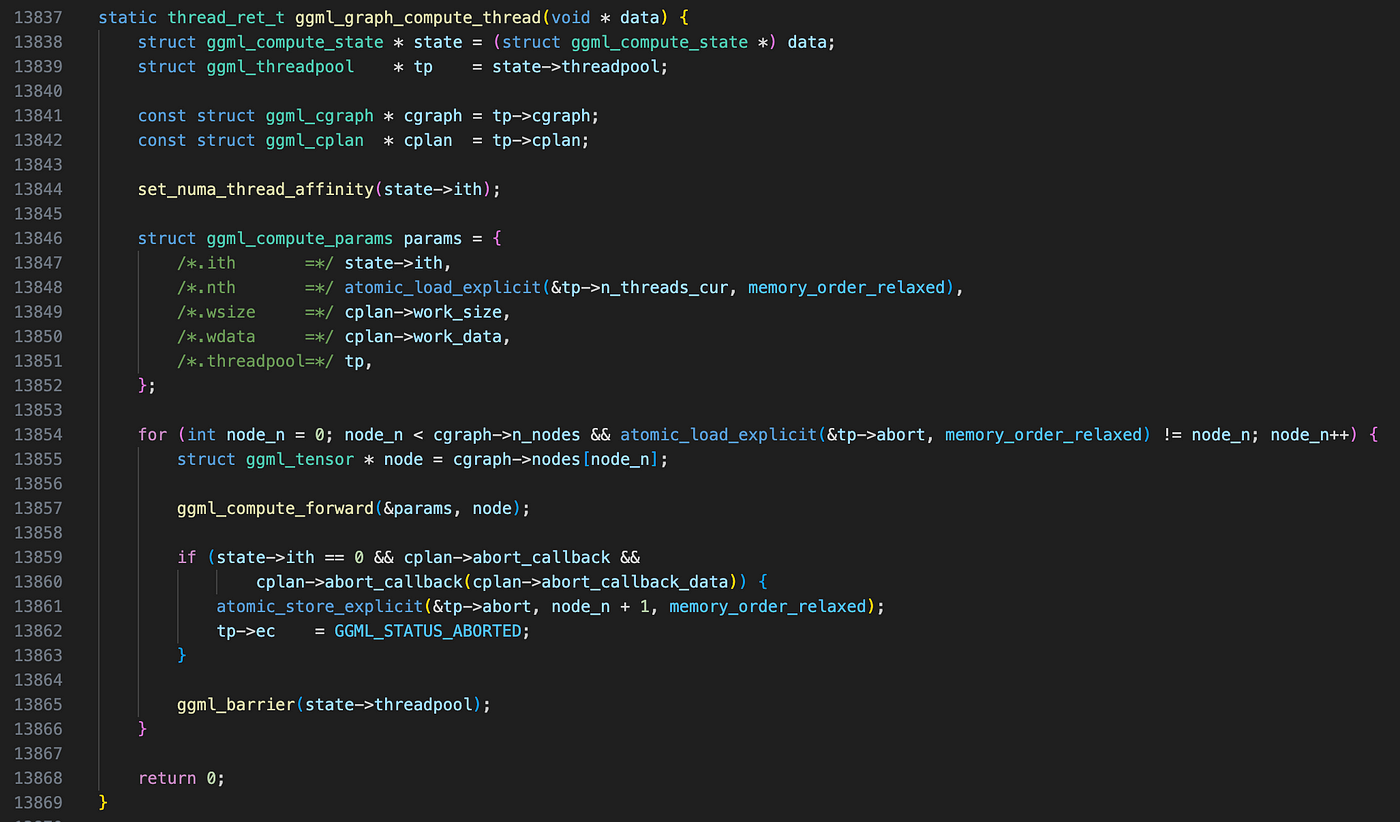 13837 static thread_ret_t ggml_graph_compute_thread(void * data) {
13838     struct ggml_compute_state * state = (struct ggml_compute_state *) data;
13839     struct ggml_threadpool    * tp    = state->threadpool;
13840
13841     const struct ggml_cgraph * cgraph = tp->cgraph;
13842     const struct ggml_cplan  * cplan  = tp->cplan;
13843
13844     set_numa_thread_affinity(state->ith);
13845
13846     struct ggml_compute_params params = {
13847         /*.ith       =*/ state->ith,
13848         /*.nth       =*/ atomic_load_explicit(&tp->n_threads_cur, memory_order_relaxed),
13849         /*.wsize     =*/ cplan->work_size,
13850         /*.wdata     =*/ cplan->work_data,
13851         /*.threadpool=*/ tp,
13852     };
13853
13854     for (int node_n = 0; node_n < cgraph->n_nodes && atomic_load_explicit(&tp->abort, memory_order_relaxed) != node_n; node_n++) {
13855         struct ggml_tensor * node = cgraph->nodes[node_n];
13856
13857         ggml_compute_forward(&params, node);
13858
13859         if (state->ith == 0 && cplan->abort_callback &&
13860                 cplan->abort_callback(cplan->abort_callback_data)) {
13861             atomic_store_explicit(&tp->abort, node_n + 1, memory_order_relaxed);
13862             tp->ec    = GGML_STATUS_ABORTED;
13863         }
13864
13865         ggml_barrier(state->threadpool);
13866     }
13867
13868     return 0;
13869 }